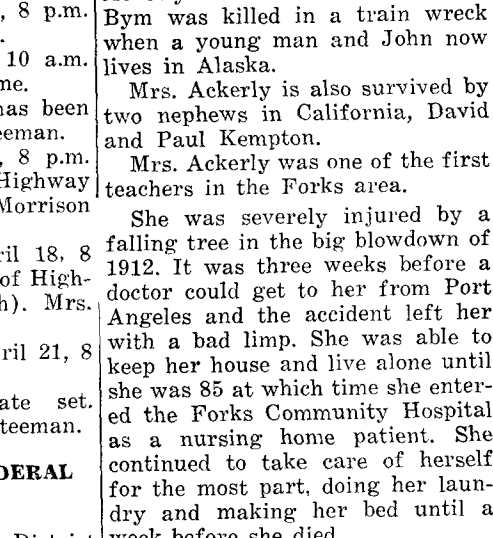 , 8 p.m.
.
10 a.m.
me.
has been
eeman.
, 8 p.m.
Highway
Morrison
ril 18, 8
of High-
h). Mrs.
ril 21, 8
ate set.
teeman.
DERAL
District
Bym was killed in a train wreck
when a young man and John now
lives in Alaska.
Mrs. Ackerly is also survived by
two nephews in California, David
and Paul Kempton.
Mrs. Ackerly was one of the first
teachers in the Forks area.
She was severely injured by a
falling tree in the big blowdown of
1912. It was three weeks before a
doctor could get to her from Port
Angeles and the accident left her
with a bad limp. She was able to
keep her house and live alone until
she was 85 at which time she enter-
ed the Forks Community Hospital
as a nursing home patient. She
continued to take care of herself
for the most part, doing her laun-
dry and making her bed until a
week before she died.